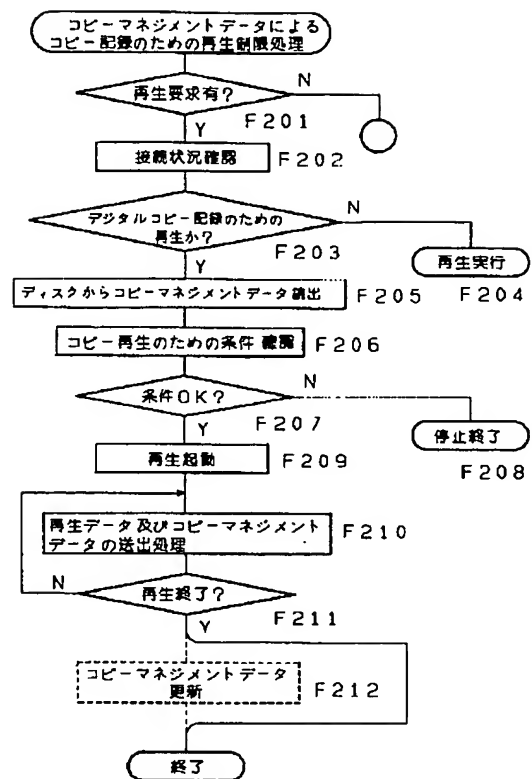 コピーマネジメントデータによる
コピー記録のための再生制限処理
再生要求有?
N
F201
Y
接続状況確認
F202
デジタルコピー記録のための
再生か?
N
F203
Y
再生実行
F204
ディスクからコピーマネジメントデータ読出
F205
コピー再生のための条件確認
F206
条件OK?
N
F207
Y
停止終了
F208
再生起動
F209
再生データ及びコピーマネジメント
データの送出処理
F210
N
再生終了?
F211
Y
コピーマネジメントデータ
更新
F212
終了